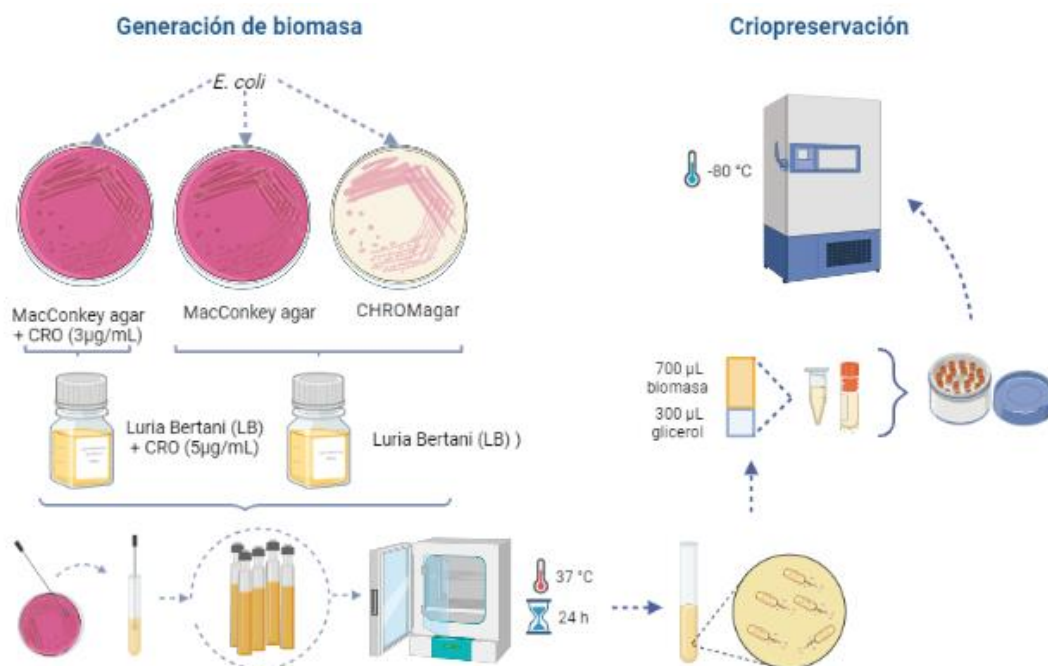 Generación de biomasa
Criopreservación
E. coli
-80 °C
MacConkey agar
+ CRO (3µg/mL)
MacConkey agar
CHROMagar
700 µL
biomasa
300 µL
glicerol
Luria Bertani (LB)
+ CRO (5µg/mL)
Luria Bertani (LB) )
37 °C
24 h